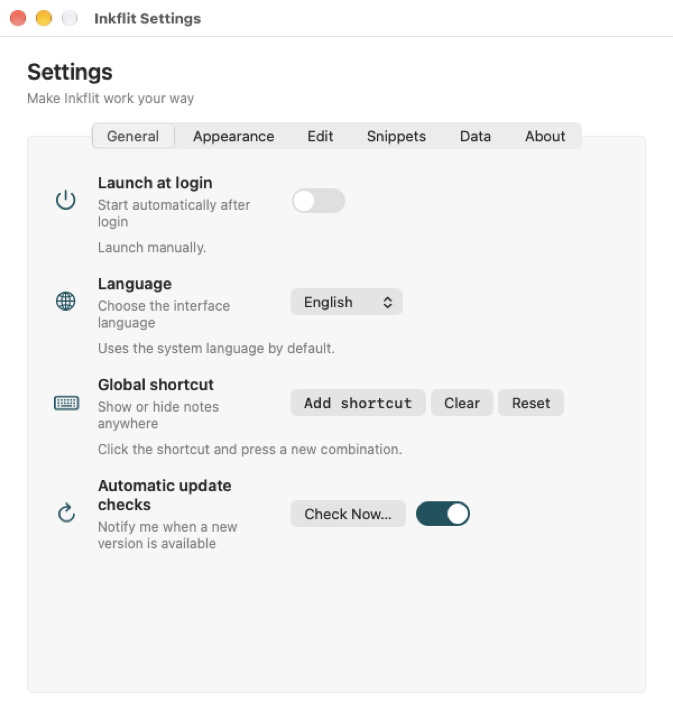 Inkflit Settings
Settings
Make Inkflit work your way
General Appearance Edit Snippets Data About
Launch at login
Start automatically after
login
Launch manually.
Language
Choose the interface
language
English
Uses the system language by default.
Global shortcut
Show or hide notes
anywhere
Add shortcut Clear Reset
Click the shortcut and press a new combination.
Automatic update
checks
Notify me when a new
version is available
Check Now...